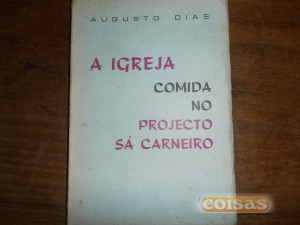 AUGUSTO DIAS
A IGREJA
COMIDA
NO
PROJECTO
SÁ CARNEIRO
coisas